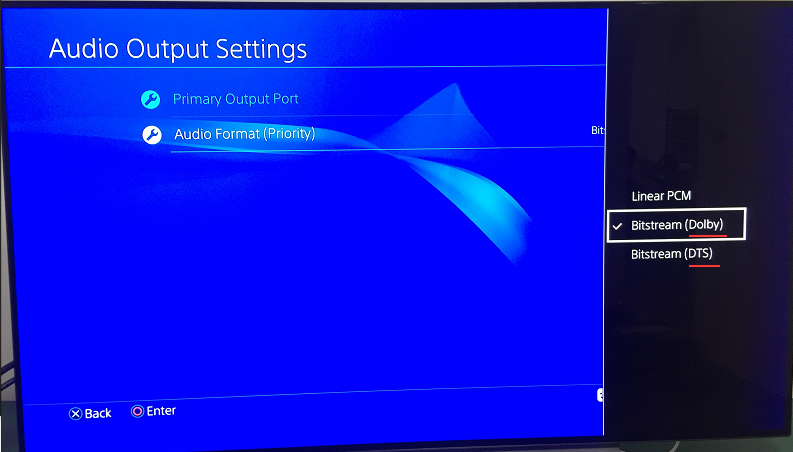 Audio Output Settings
Primary Output Port
Audio Format (Priority)
Linear PCM
Bitstream (Dolby)
Bitstream (DTS)
Back
Enter